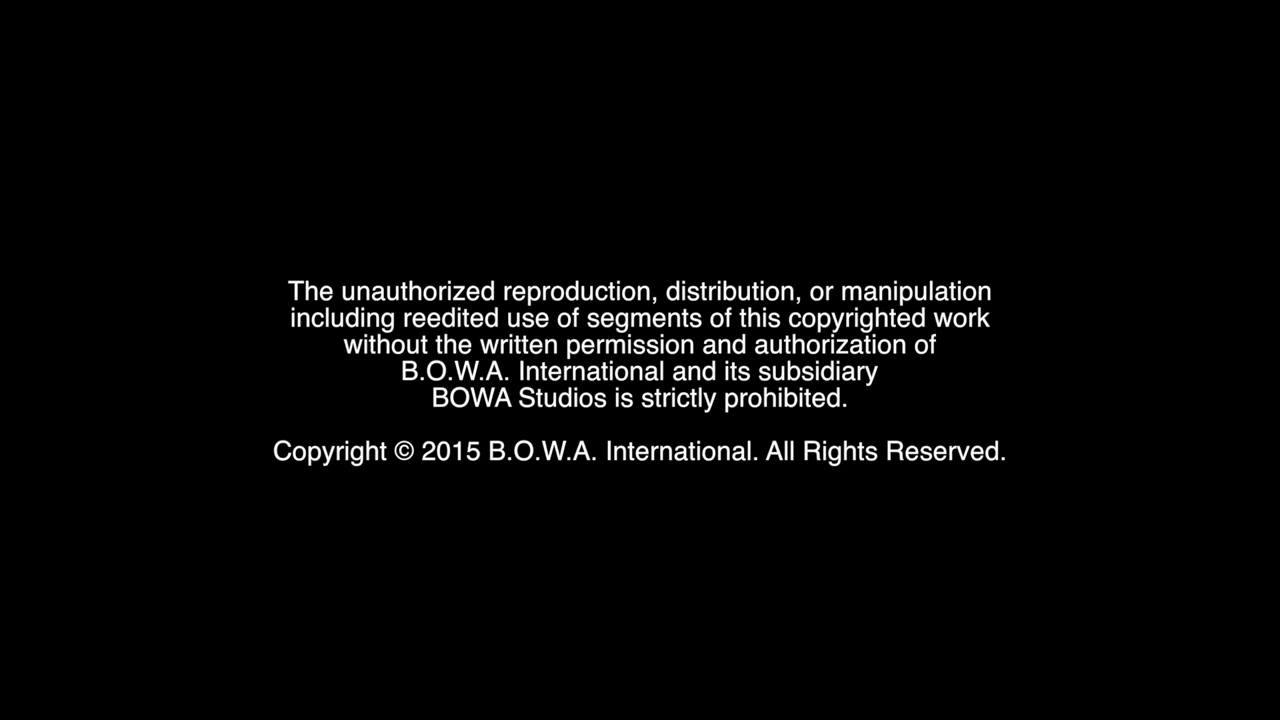 The unauthorized reproduction, distribution, or manipulation
including reedited use of segments of this copyrighted work
without the written permission and authorization of
B.O.W.A. International and its subsidiary
BOWA Studios is strictly prohibited.
Copyright © 2015 B.O.W.A. International. All Rights Reserved.